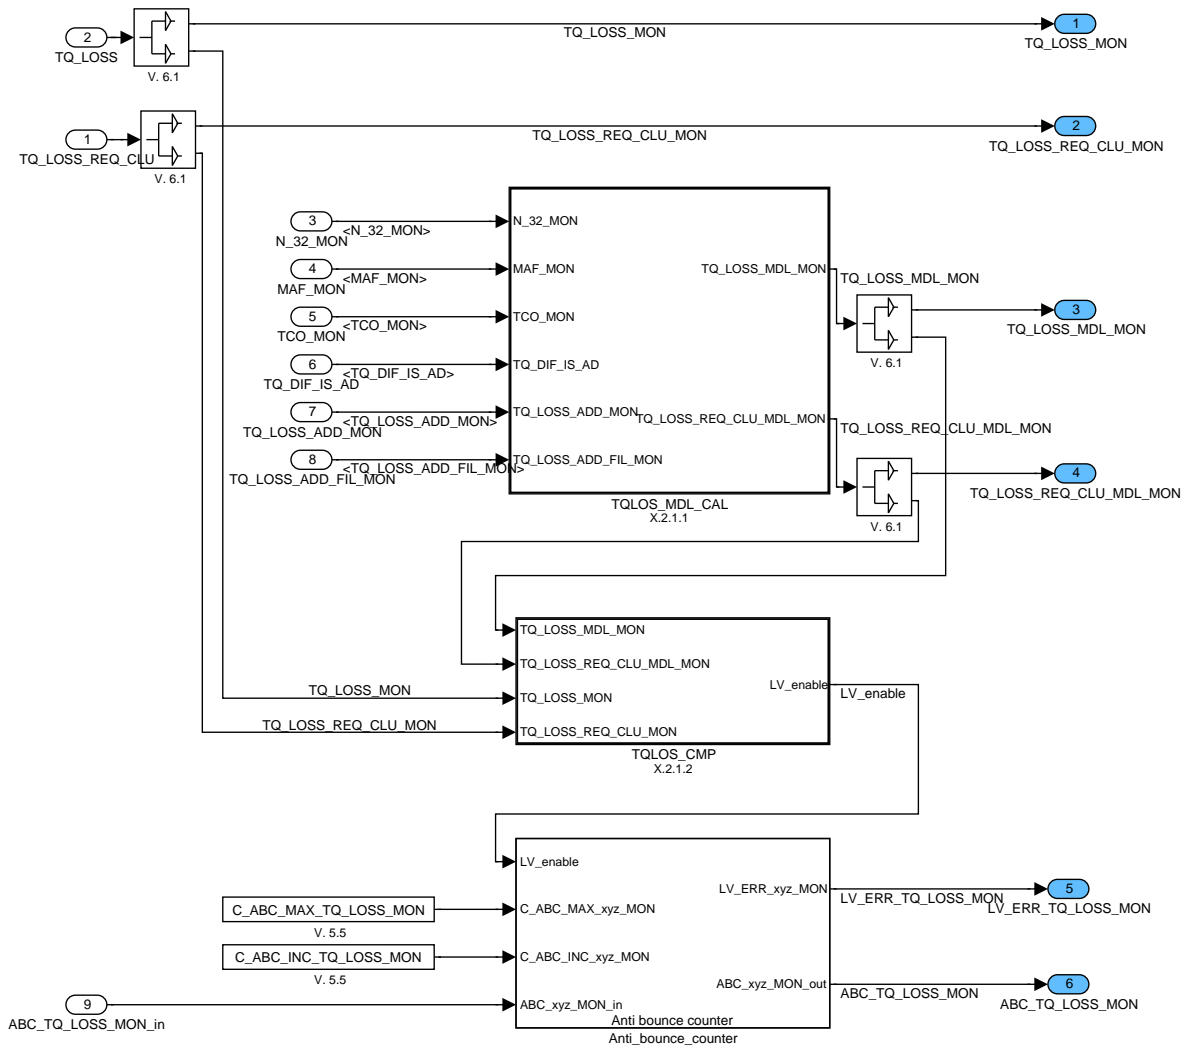 2
TQ_LOSS
V. 6.1
TQ_LOSS_MON
1
TQ_LOSS_MON
1
TQ_LOSS_REQ_CLU
V. 6.1
TQ_LOSS_REQ_CLU_MON
2
TQ_LOSS_REQ_CLU_MON
3
N_32_MON
<N_32_MON>
4
MAF_MON
<MAF_MON>
5
TCO_MON
<TCO_MON>
6
TQ_DIF_IS_AD
<TQ_DIF_IS_AD>
7
TQ_LOSS_ADD_MON
<TQ_LOSS_ADD_MON>
8
TQ_LOSS_ADD_FIL_MON
<TQ_LOSS_ADD_FIL_MON>
N_32_MON
MAF_MON
TCO_MON
TQ_DIF_IS_AD
TQ_LOSS_ADD_MON
TQ_LOSS_ADD_FIL_MON
TQ_LOSS_MDL_MON
TQ_LOSS_REQ_CLU_MDL_MON
TQLOS_MDL_CAL
X.2.1.1
TQ_LOSS_MDL_MON
V. 6.1
3
TQ_LOSS_MDL_MON
TQ_LOSS_REQ_CLU_MDL_MON
V. 6.1
4
TQ_LOSS_REQ_CLU_MDL_MON
TQ_LOSS_MON
TQ_LOSS_REQ_CLU_MON
TQ_LOSS_MDL_MON
TQ_LOSS_REQ_CLU_MDL_MON
TQ_LOSS_MON
TQ_LOSS_REQ_CLU_MON
LV_enable
TQLOS_CMP
X.2.1.2
LV_enable
C_ABC_MAX_TQ_LOSS_MON
V. 5.5
C_ABC_INC_TQ_LOSS_MON
V. 5.5
9
ABC_TQ_LOSS_MON_in
LV_enable
C_ABC_MAX_xyz_MON
C_ABC_INC_xyz_MON
ABC_xyz_MON_in
LV_ERR_xyz_MON
ABC_xyz_MON_out
Anti bounce counter
Anti_bounce_counter
LV_ERR_TQ_LOSS_MON
5
LV_ERR_TQ_LOSS_MON
ABC_TQ_LOSS_MON
6
ABC_TQ_LOSS_MON